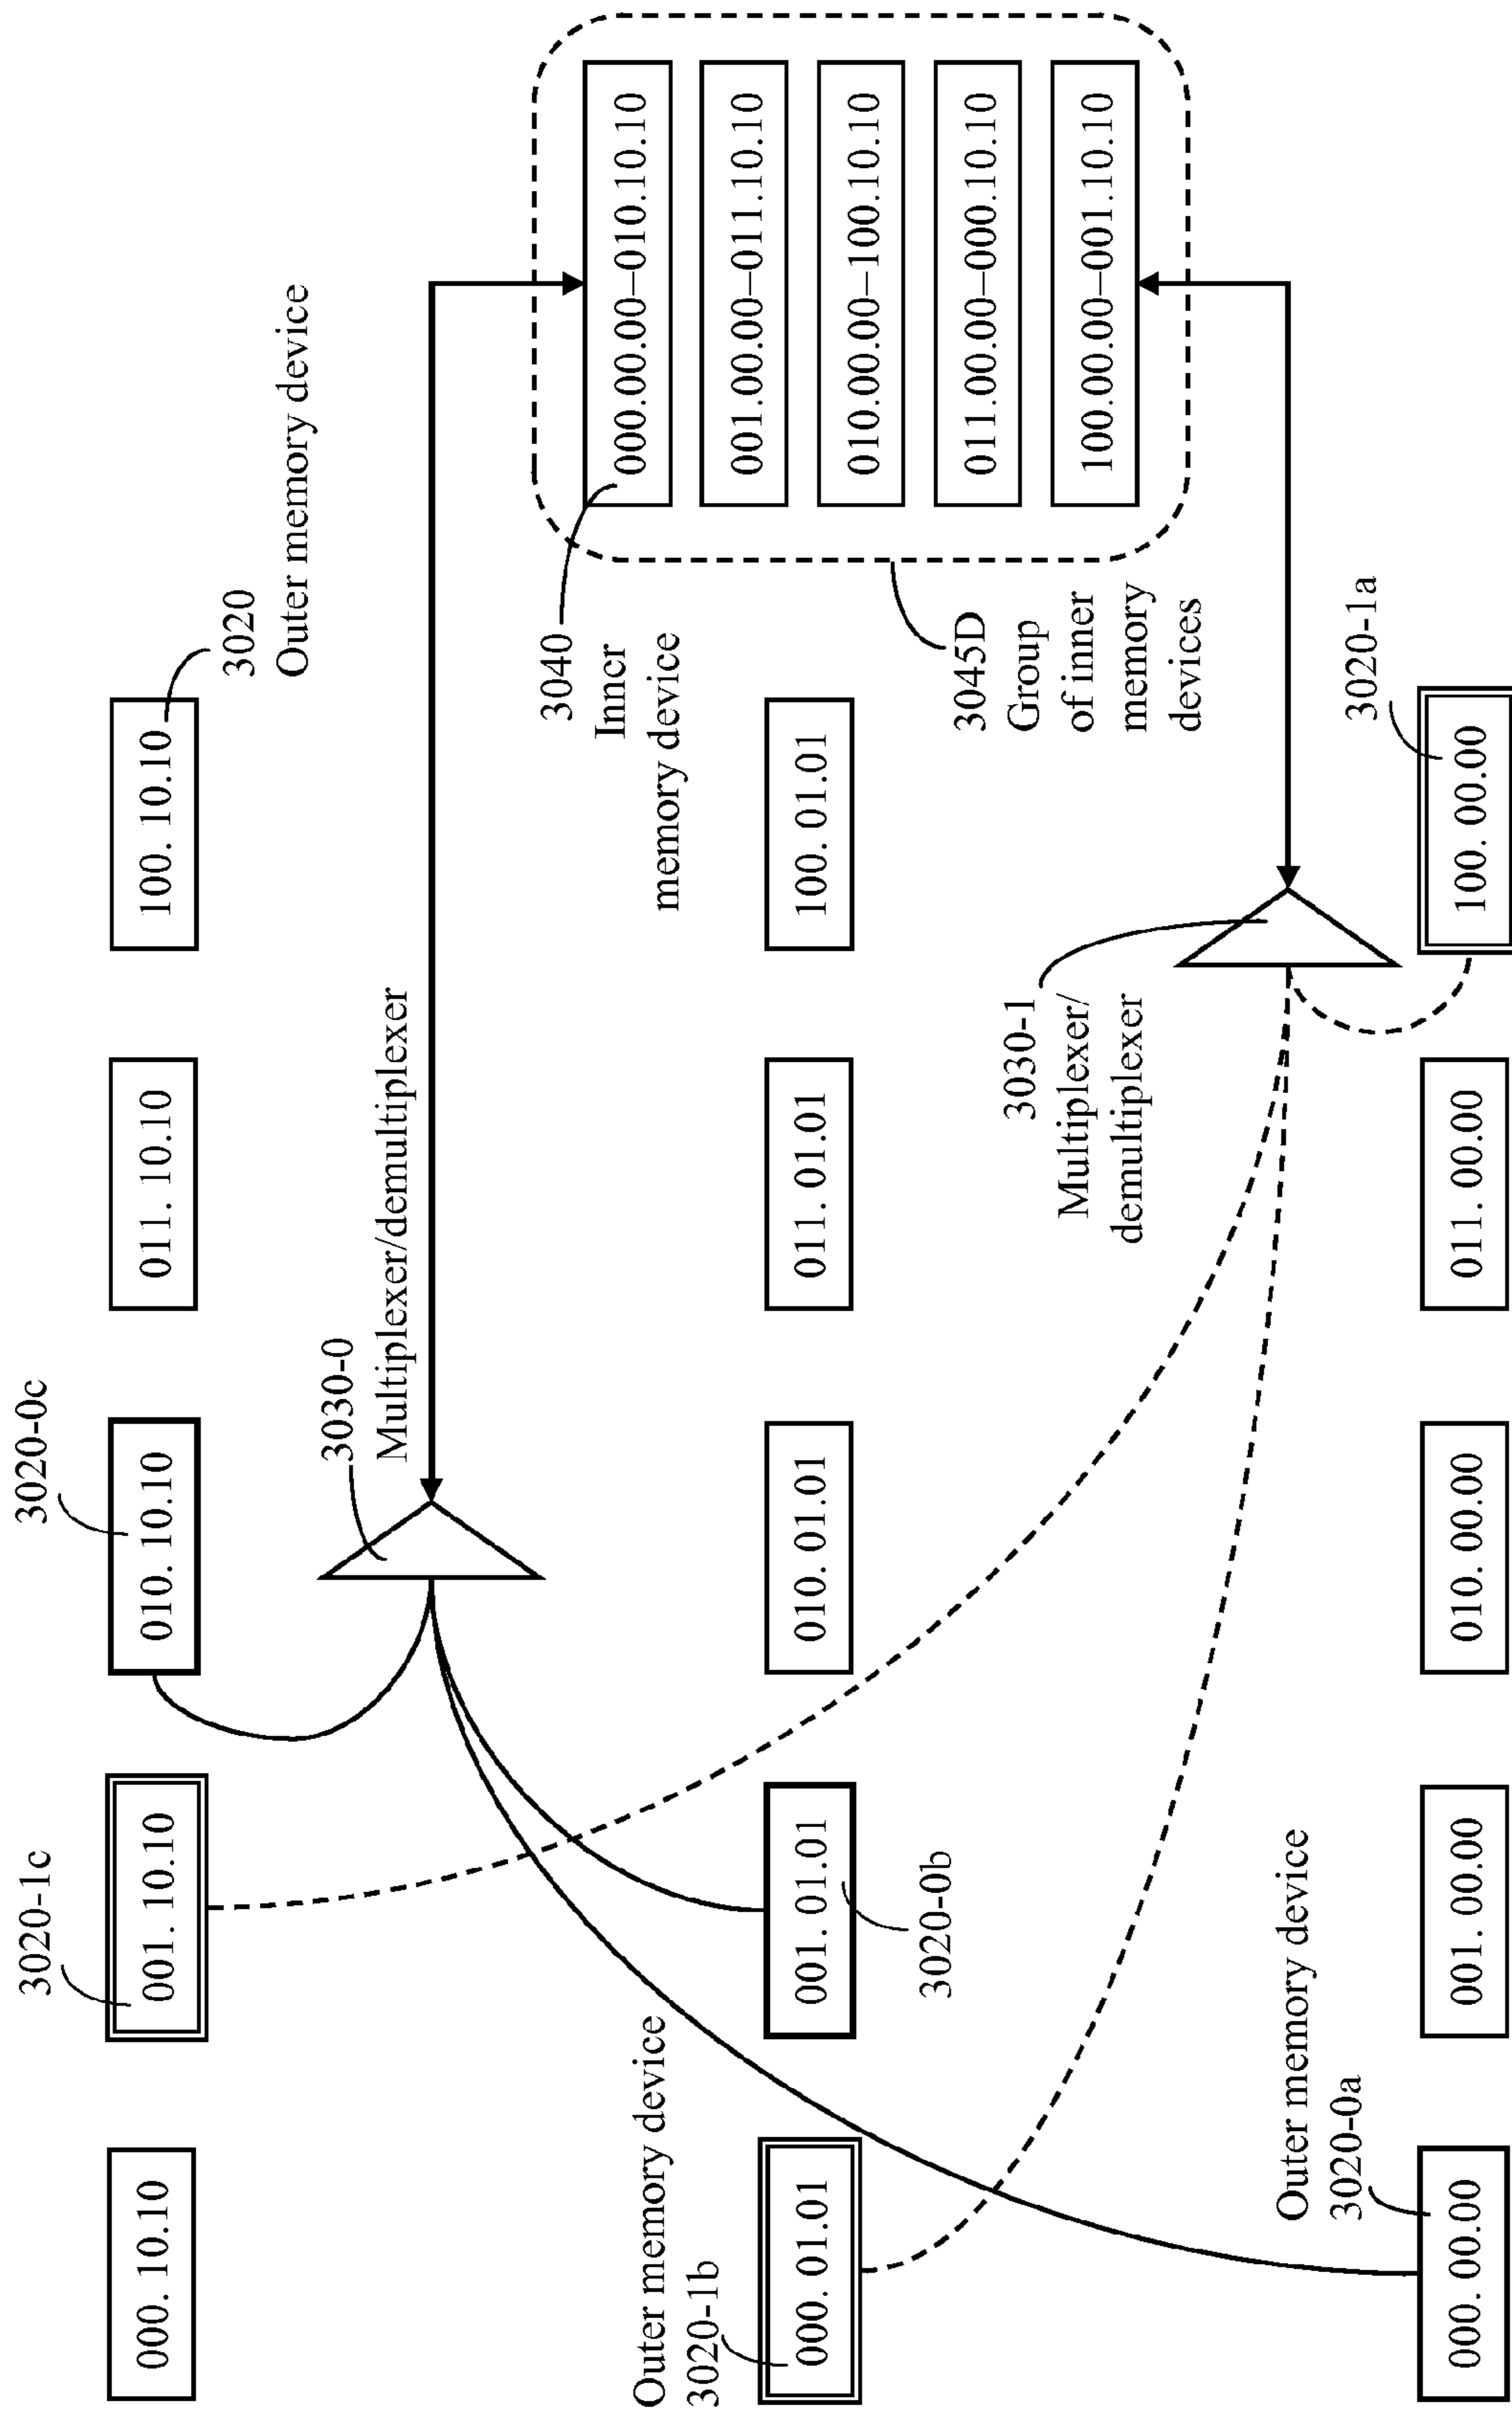 3020-1c
3020-0c
000. 10.10
001. 10.10
010. 10.10
011. 10.10
100. 10.10
3020
Outer memory device
3030-0
Multiplexer/demultiplexer
3040
Inncr
memory device
000.00.00–010.10.10
001.00.00–011.10.10
010.00.00–100.10.10
011.00.00–000.10.10
100.00.00–001.10.10
Outer memory device
3020-1b
000. 01.01
001. 01.01
010. 01.01
011. 01.01
100. 01.01
3020-0b
3045D
Group
of inner
memory
devices
3030-1
Multiplexer/
demultiplexer
Outer memory device
3020-0a
3020-1a
000. 00.00
001. 00.00
010. 00.00
011. 00.00
100. 00.00